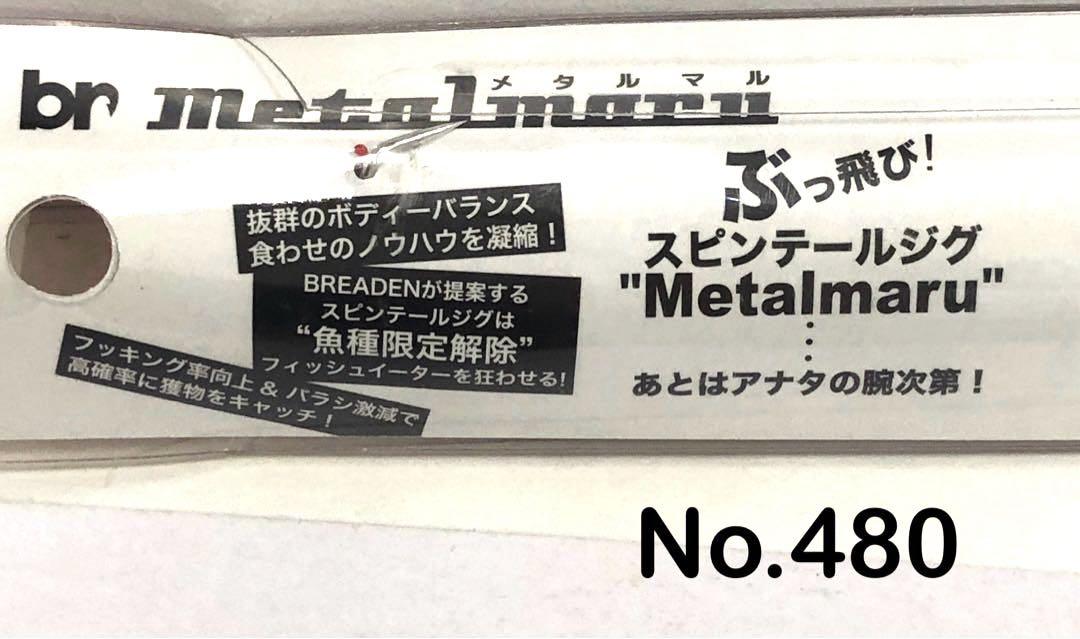 br metalmaru
メタルマル
抜群のボディーバランス
食わせのノウハウを凝縮！
BREADENが提案する
スピンテールジグは
“魚種限定解除”
フィッシュイーターを狂わせる!
フッキング率向上 & バラシ激減で
高確率に獲物をキャッチ！
ぶっ飛び!
スピンテールジグ
"Metalmaru"
⋮
あとはアナタの腕次第！
No.480